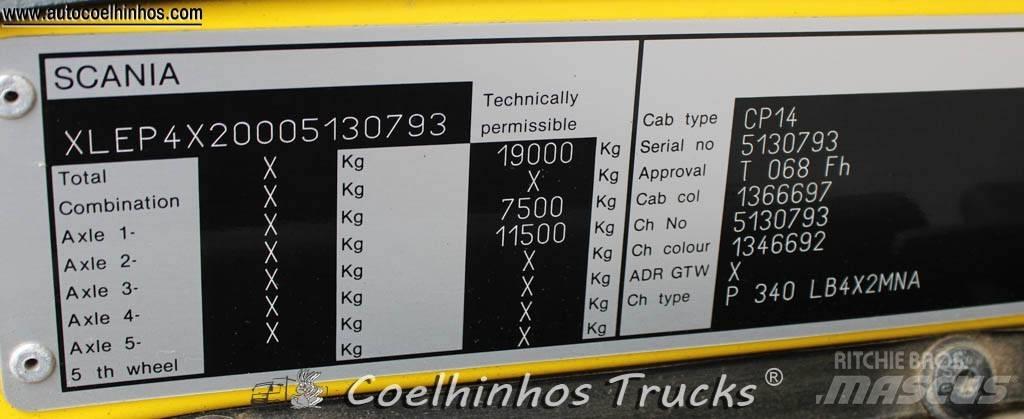 www.autocoelhinhos.com
SCANIA
XLEP4X20005130793
Technically
permissible
Total X Kg 19000 Kg
Combination X Kg X Kg
Axle 1- X Kg 7500 Kg
Axle 2- X Kg 11500 Kg
Axle 3- X Kg X Kg
Axle 4- X Kg X Kg
Axle 5- X Kg X Kg
5 th wheel X Kg X Kg
Cab type CP14
Serial no 5130793
Approval T 068 Fh
Cab col 1366697
Ch No 5130793
Ch colour 1346692
ADR GTW X
Ch type P 340 LB4X2MNA
Coelhinhos Trucks®
RITCHIE BROS
MASCUS